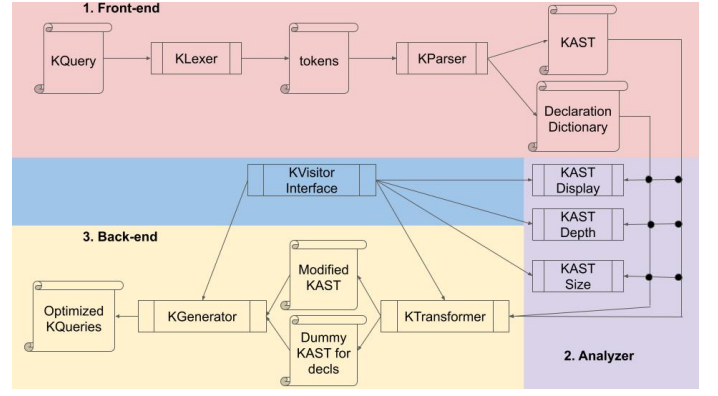 1. Front-end
KQuery
KLexer
tokens
KParser
KAST
Declaration
Dictionary
KVisitor
Interface
KAST
Display
KAST
Depth
KAST
Size
2. Analyzer
3. Back-end
Optimized
KQueries
KGenerator
Modified
KAST
Dummy
KAST for
decls
KTransformer